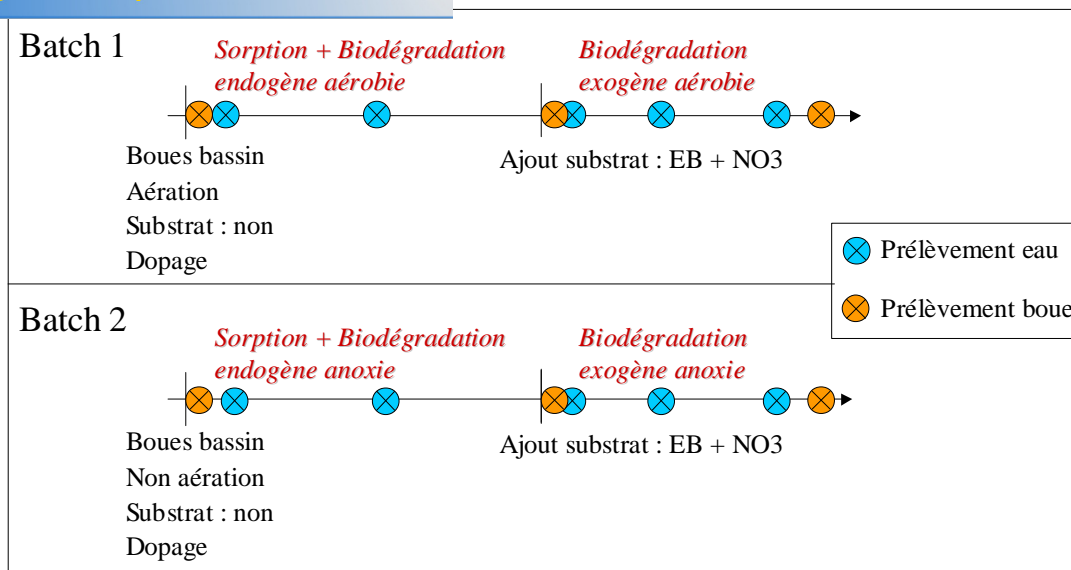 Batch 1
Sorption + Biodégradation
endogène aérobie
Biodégradation
exogène aérobie
Boues bassin
Aération
Substrat : non
Dopage
Ajout substrat : EB + NO3
Prélèvement eau
Prélèvement boue
Batch 2
Sorption + Biodégradation
endogène anoxie
Biodégradation
exogène anoxie
Boues bassin
Non aération
Substrat : non
Dopage
Ajout substrat : EB + NO3